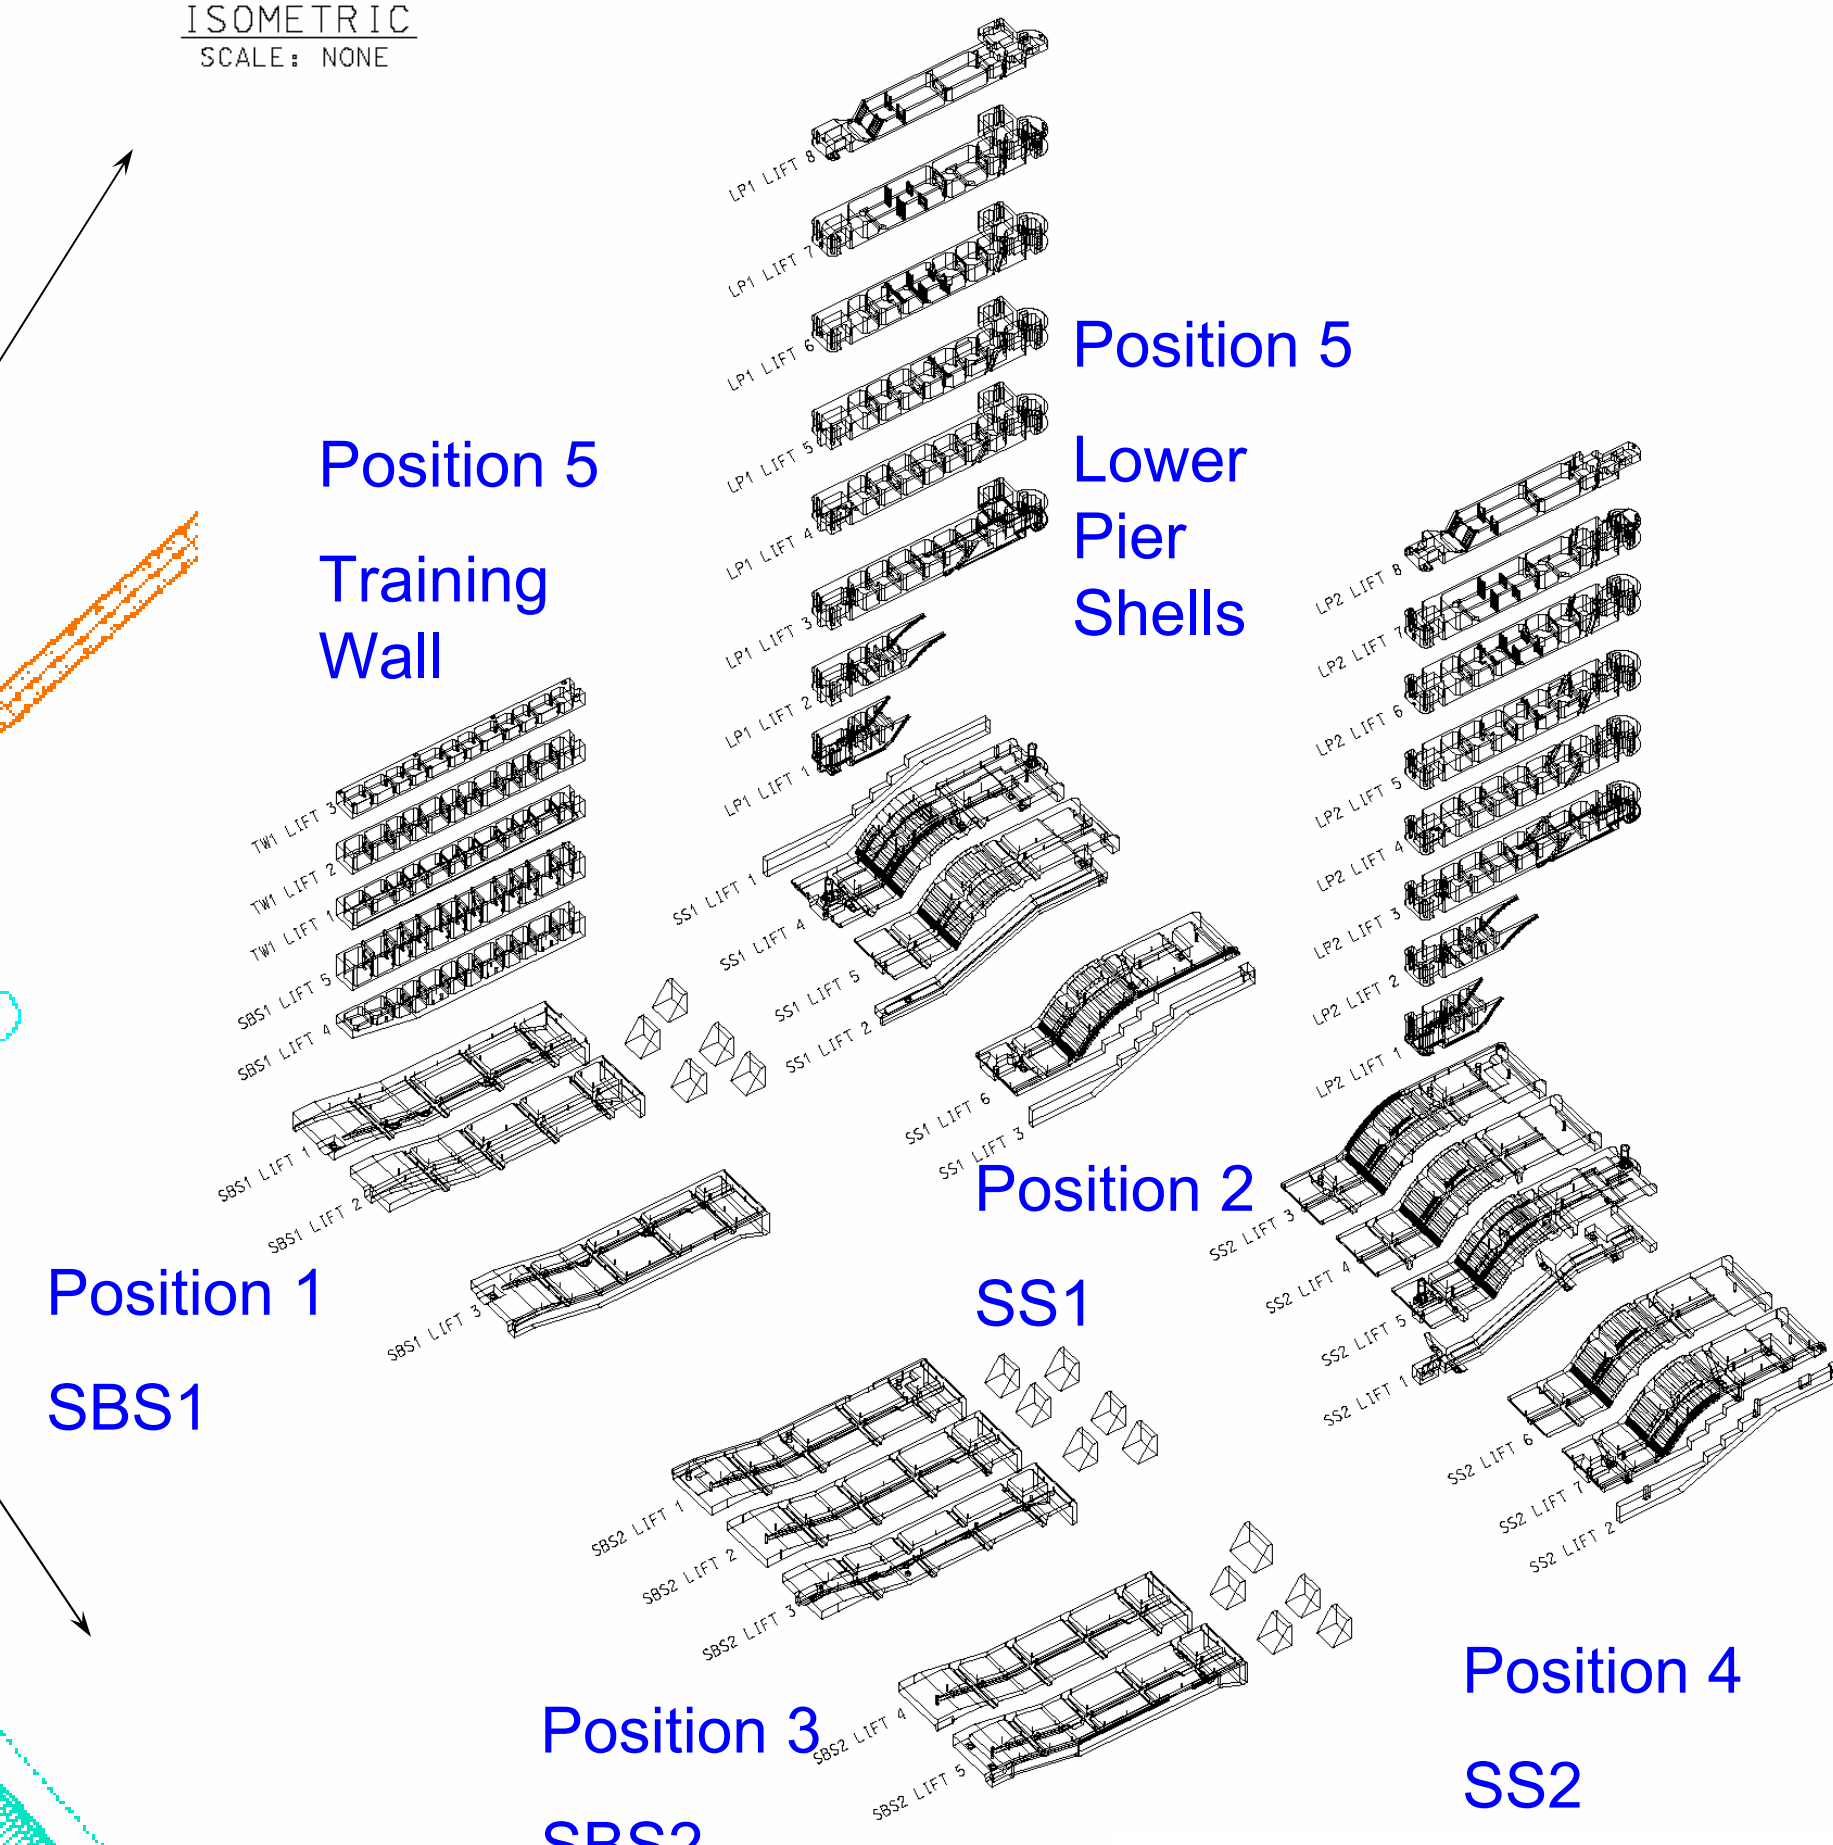 ISOMETRIC
SCALE: NONE
LP1 LIFT 8
LP1 LIFT 7
LP1 LIFT 6
LP1 LIFT 5
LP1 LIFT 4
LP1 LIFT 3
LP1 LIFT 2
LP1 LIFT 1
Position 5
Lower
Pier
Shells
Position 5
Training
Wall
LP2 LIFT 8
LP2 LIFT 7
LP2 LIFT 6
LP2 LIFT 5
LP2 LIFT 4
LP2 LIFT 3
LP2 LIFT 2
LP2 LIFT 1
TW1 LIFT 3
TW1 LIFT 2
TW1 LIFT 1
SBS1 LIFT 5
SBS1 LIFT 4
SBS1 LIFT 1
SBS1 LIFT 2
SBS1 LIFT 3
SS1 LIFT 1
SS1 LIFT 4
SS1 LIFT 5
SS1 LIFT 2
SS1 LIFT 6
SS1 LIFT 3
Position 2
SS1
Position 1
SBS1
SS2 LIFT 3
SS2 LIFT 4
SS2 LIFT 5
SS2 LIFT 1
SS2 LIFT 6
SS2 LIFT 7
SS2 LIFT 2
SBS2 LIFT 1
SBS2 LIFT 2
SBS2 LIFT 3
SBS2 LIFT 4
SBS2 LIFT 5
Position 3
SBS2
Position 4
SS2